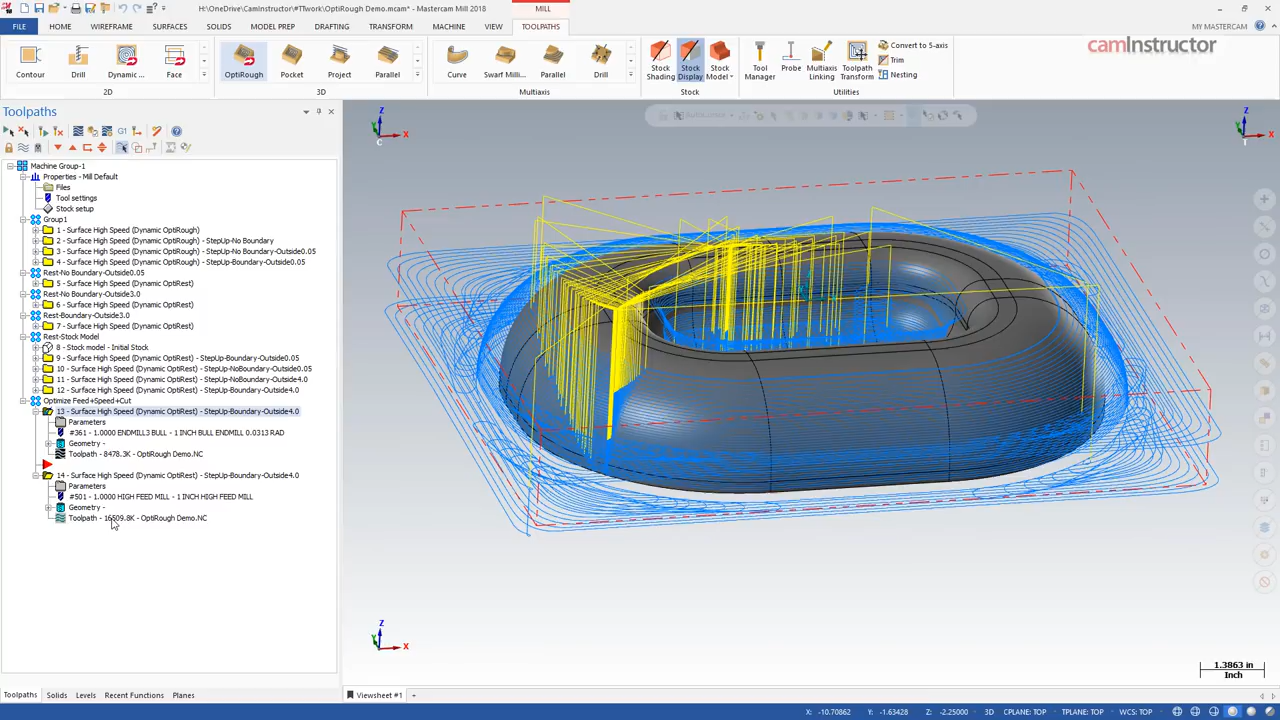 H:\OneDrive\CamInstructor\#TTwork\OptiRough Demo.mcam* - Mastercam Mill 2018
MILL
FILE HOME WIREFRAME SURFACES SOLIDS MODEL PREP DRAFTING TRANSFORM MACHINE VIEW TOOLPATHS
MY MASTERCAM
Contour Drill Dynamic ... Face OptiRough Pocket Project Parallel Curve Swarf Milli... Parallel Drill Stock Shading Stock Display Stock Model Tool Manager Probe Multiaxis Linking Toolpath Transform
Convert to 5-axis
Trim
Nesting
camInstructor
2D 3D Multiaxis Stock Utilities
Toolpaths
G1
Machine Group-1
Properties - Mill Default
Files
Tool settings
Stock setup
Group1
1 - Surface High Speed (Dynamic OptiRough)
2 - Surface High Speed (Dynamic OptiRough) - StepUp-No Boundary
3 - Surface High Speed (Dynamic OptiRough) - StepUp-NoBoundary-Outside0.05
4 - Surface High Speed (Dynamic OptiRough) - StepUp-Boundary-Outside0.05
Rest-No Boundary-Outside0.05
5 - Surface High Speed (Dynamic OptiRest)
Rest-No Boundary-Outside3.0
6 - Surface High Speed (Dynamic OptiRest)
Rest-Boundary-Outside3.0
7 - Surface High Speed (Dynamic OptiRest)
Rest-Stock Model
8 - Stock model - Initial Stock
9 - Surface High Speed (Dynamic OptiRest) - StepUp-Boundary-Outside0.05
10 - Surface High Speed (Dynamic OptiRest) - StepUp-NoBoundary-Outside0.05
11 - Surface High Speed (Dynamic OptiRest) - StepUp-NoBoundary-Outside4.0
12 - Surface High Speed (Dynamic OptiRest) - StepUp-Boundary-Outside4.0
Optimize Feed+Speed+Cut
13 - Surface High Speed (Dynamic OptiRest) - StepUp-Boundary-Outside4.0
Parameters
#361 - 1.0000 ENDMILL3 BULL - 1 INCH BULL ENDMILL 0.0313 RAD
Geometry -
Toolpath - 8478.3K - OptiRough Demo.NC
14 - Surface High Speed (Dynamic OptiRest) - StepUp-Boundary-Outside4.0
Parameters
#501 - 1.0000 HIGH FEED MILL - 1 INCH HIGH FEED MILL
Geometry -
Toolpath - 16509.8K - OptiRough Demo.NC
Z
Y
X
C
Z
Y
X
T
Z
Y
X
1.3863 in
Inch
Toolpaths Solids Levels Recent Functions Planes
Viewsheet #1 +
X: -10.70862 Y: -1.63428 Z: -2.25000 3D CPLANE: TOP TPLANE: TOP WCS: TOP